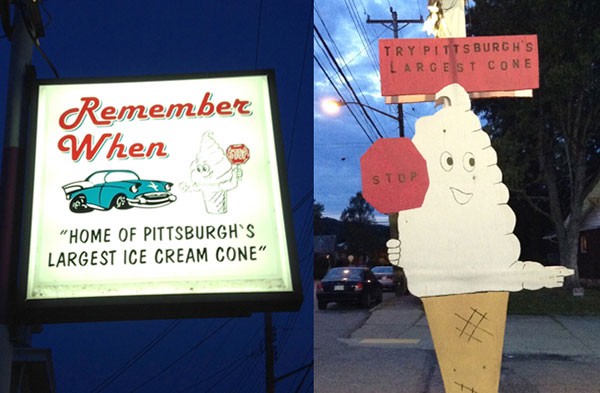 Remember
When
STOP
"HOME OF PITTSBURGH'S
LARGEST ICE CREAM CONE"
TRY PITTSBURGH'S
LARGEST CONE
STOP